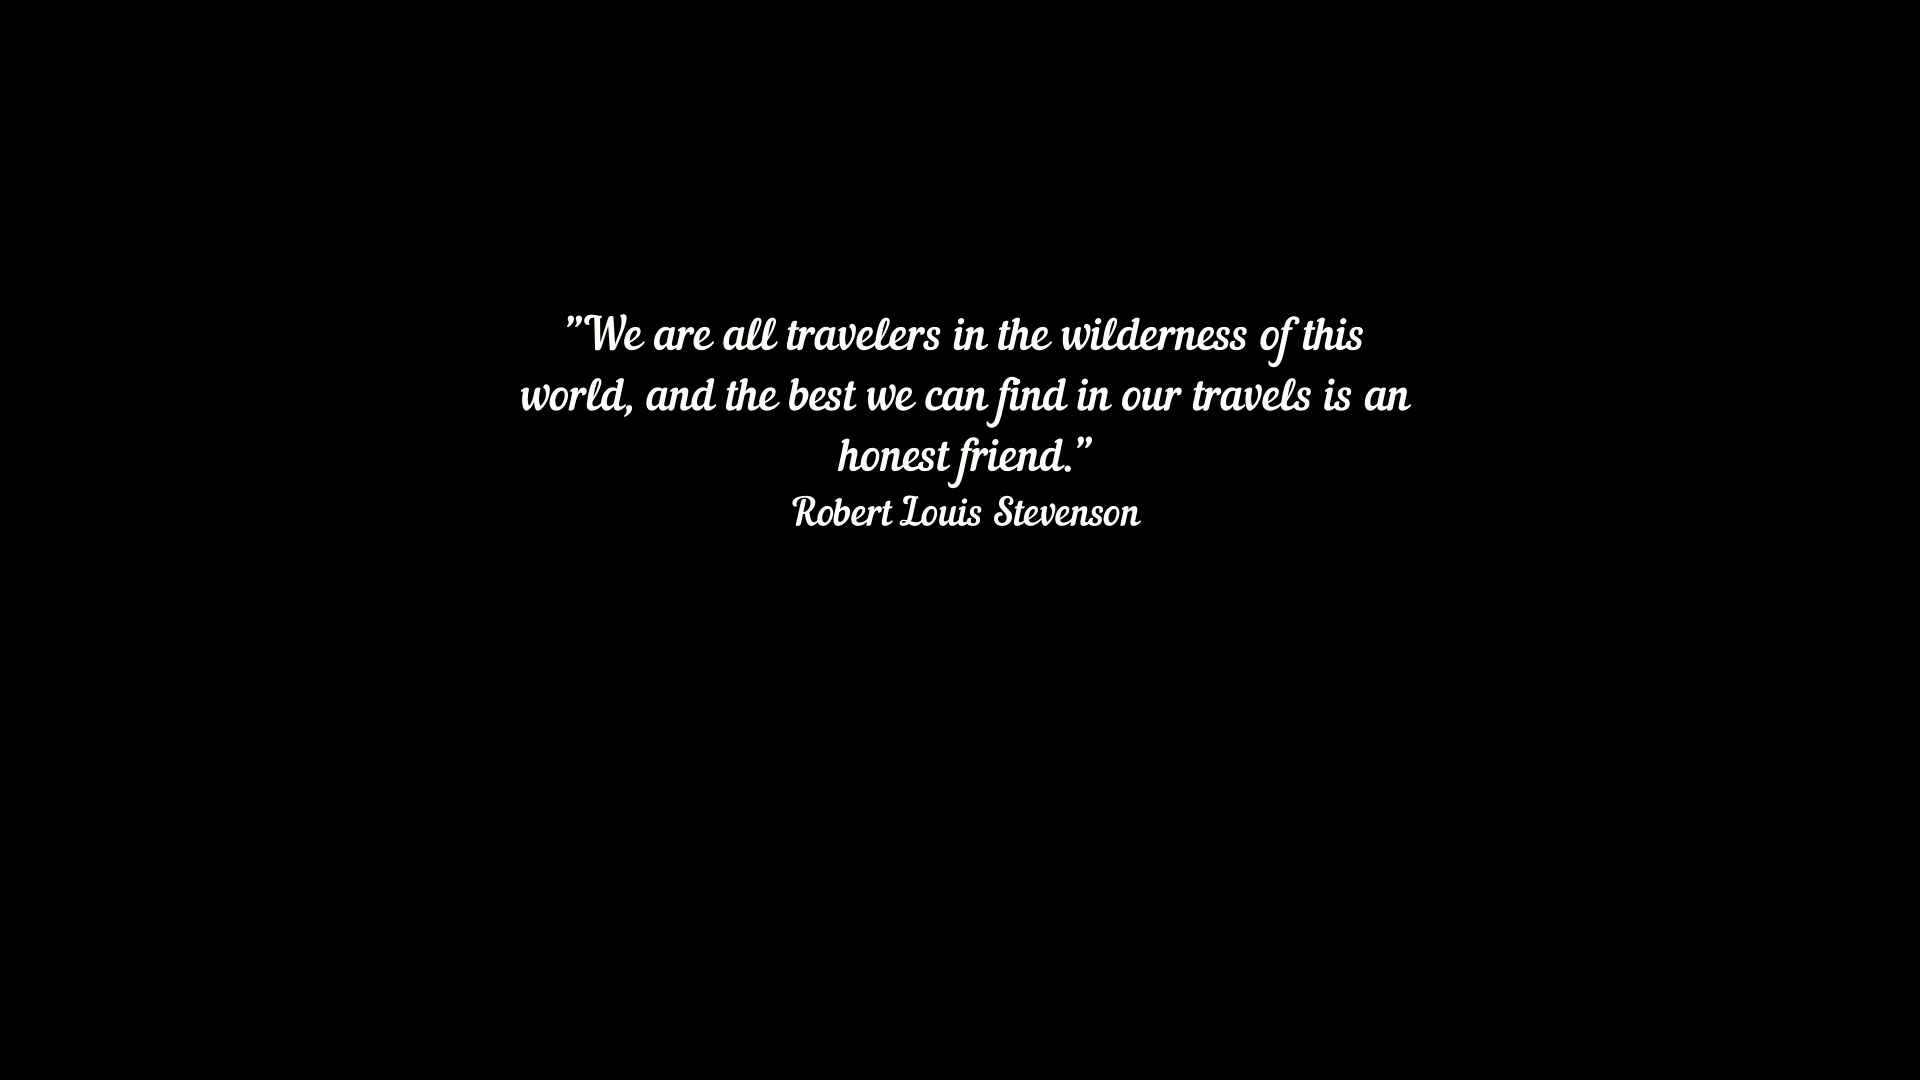 ”We are all travelers in the wilderness of this
world, and the best we can find in our travels is an
honest friend.”
Robert Louis Stevenson